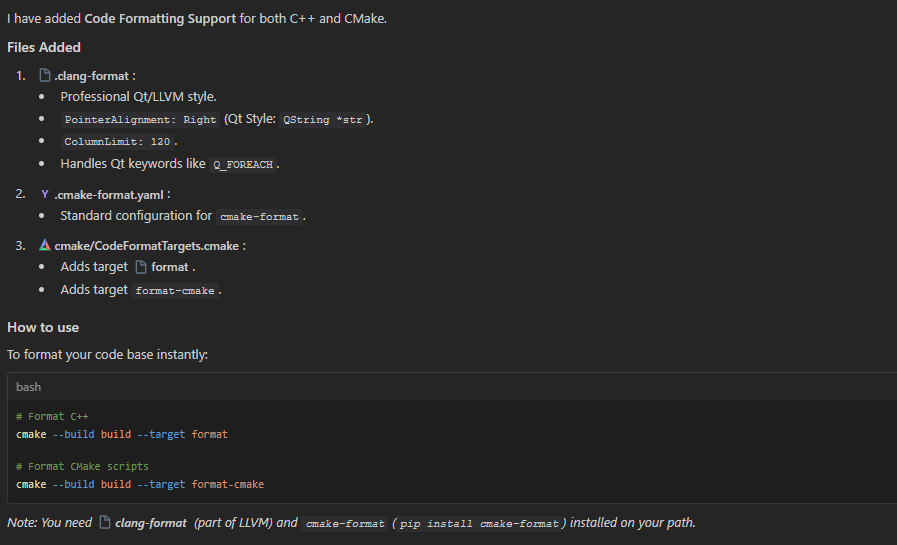 I have added Code Formatting Support for both C++ and CMake.
Files Added
1. .clang-format :
• Professional Qt/LLVM style.
• PointerAlignment: Right (Qt Style: QString *str ).
• ColumnLimit: 120 .
• Handles Qt keywords like Q_FOREACH .
2. Y .cmake-format.yaml :
• Standard configuration for cmake-format .
3. cmake/CodeFormatTargets.cmake :
• Adds target format .
• Adds target format-cmake .
How to use
To format your code base instantly:
bash
# Format C++
cmake --build build --target format
# Format CMake scripts
cmake --build build --target format-cmake
Note: You need clang-format (part of LLVM) and cmake-format ( pip install cmake-format ) installed on your path.